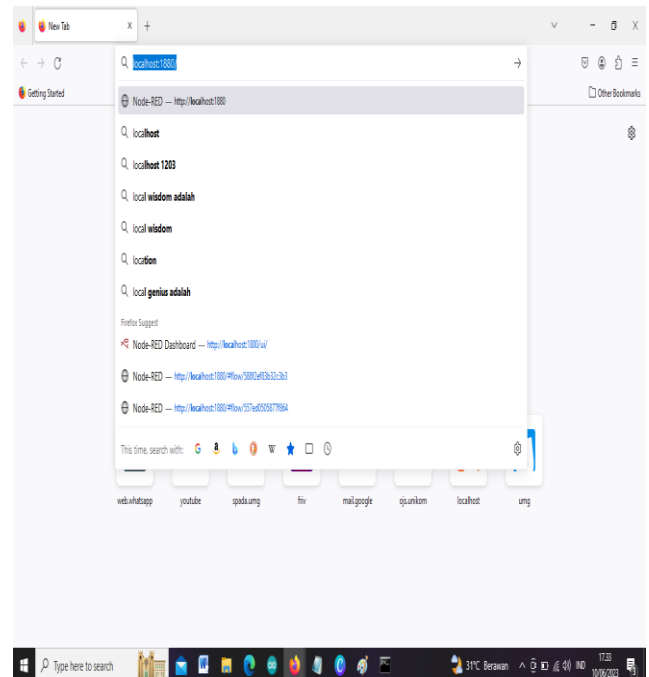 New Tab
localhost:1880/
Getting Started
Other Bookmarks
Node-RED — http://localhost:1880
localhost
localhost 1203
local wisdom adalah
local wisdom
location
local genius adalah
Firefox Suggest
Node-RED Dashboard — http://localhost:1880/ui/
Node-RED — http://localhost:1880/#flow/588f2ef83b32c3b3
Node-RED — http://localhost:1880/#flow/557ed0505877f864
This time, search with:
web.whatsapp youtube spada.umg friv mail.google ojs.unikom localhost umg
Type here to search
31°C Berawan
IND
17.33
10/06/2023